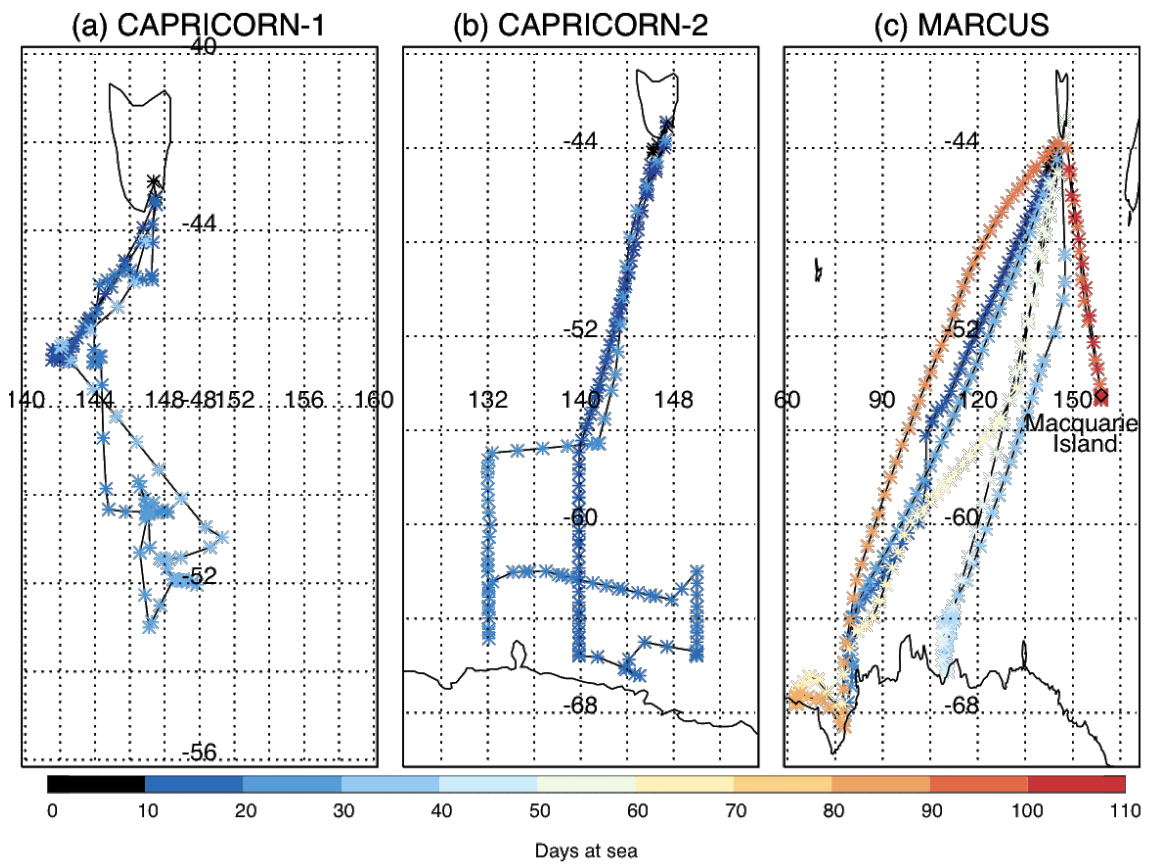 (a) CAPRICORN-1
(b) CAPRICORN-2
(c) MARCUS
40
-44
140 144 148 -48 152 156 160
-52
-56
-44
-52
132 140 148
-60
-68
-44
-52
60 90 120 150
Macquarie
Island
-60
-68
0 10 20 30 40 50 60 70 80 90 100 110
Days at sea